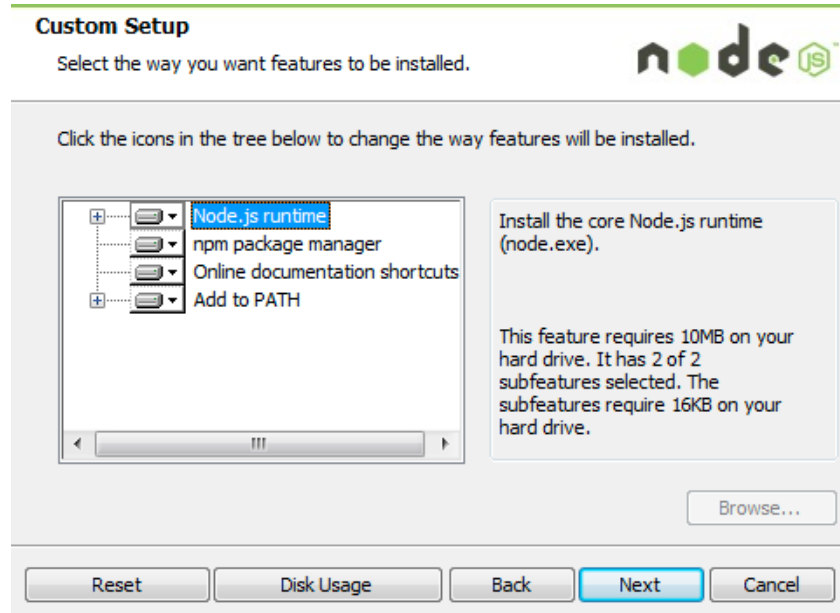 Custom Setup
Select the way you want features to be installed.
node JS™
Click the icons in the tree below to change the way features will be installed.
Node.js runtime
npm package manager
Online documentation shortcuts
Add to PATH
Install the core Node.js runtime
(node.exe).
This feature requires 10MB on your
hard drive. It has 2 of 2
subfeatures selected. The
subfeatures require 16KB on your
hard drive.
Browse...
Reset
Disk Usage
Back
Next
Cancel